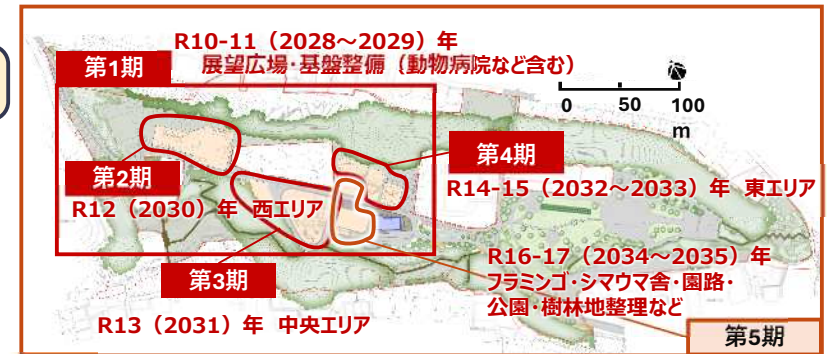 R10-11（2028～2029）年
展望広場・基盤整備（動物病院など含む）
第1期
0 50 100
m
第2期
R12（2030）年 西エリア
第4期
R14-15（2032～2033）年 東エリア
第3期
R13（2031）年 中央エリア
R16-17（2034～2035）年
フラミンゴ・シマウマ舎・園路・
公園・樹林地整理など
第5期